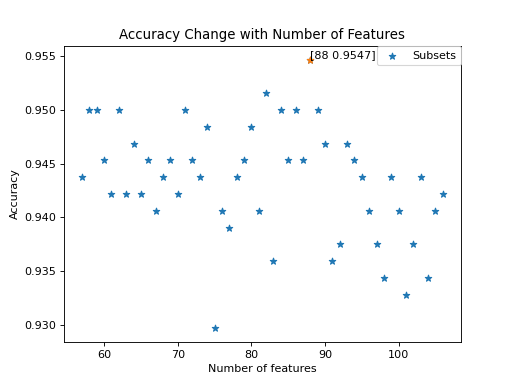 Accuracy Change with Number of Features
[88 0.9547]
Subsets
0.955
0.950
0.945
0.940
0.935
0.930
Accuracy
60 70 80 90 100
Number of features